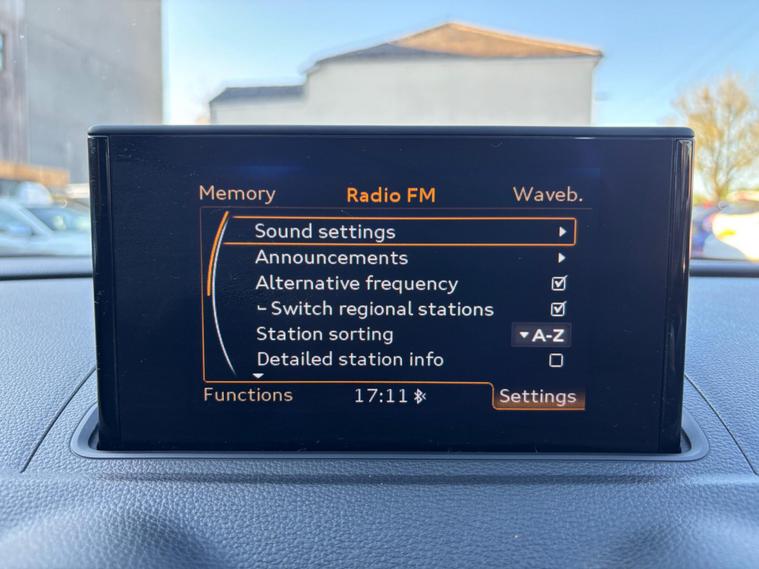 Memory Radio FM Waveb.
Sound settings
Announcements
Alternative frequency
Switch regional stations
Station sorting A-Z
Detailed station info
Functions 17:11 Settings